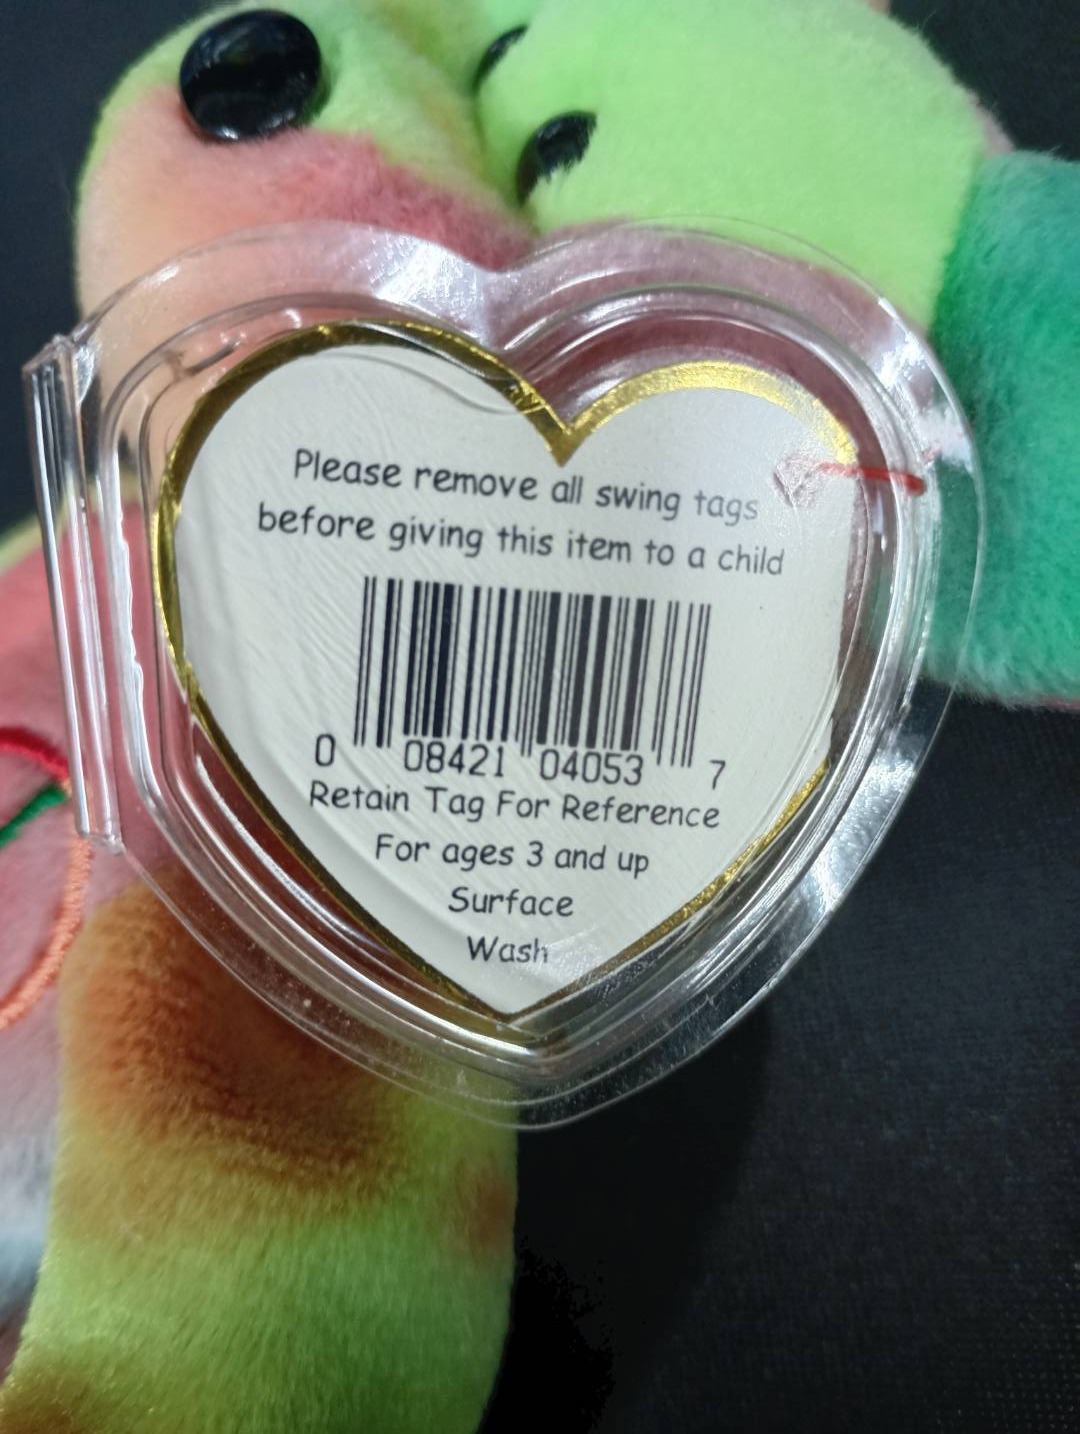 Please remove all swing tags
before giving this item to a child
0 08421 04053 7
Retain Tag For Reference
For ages 3 and up
Surface
Wash